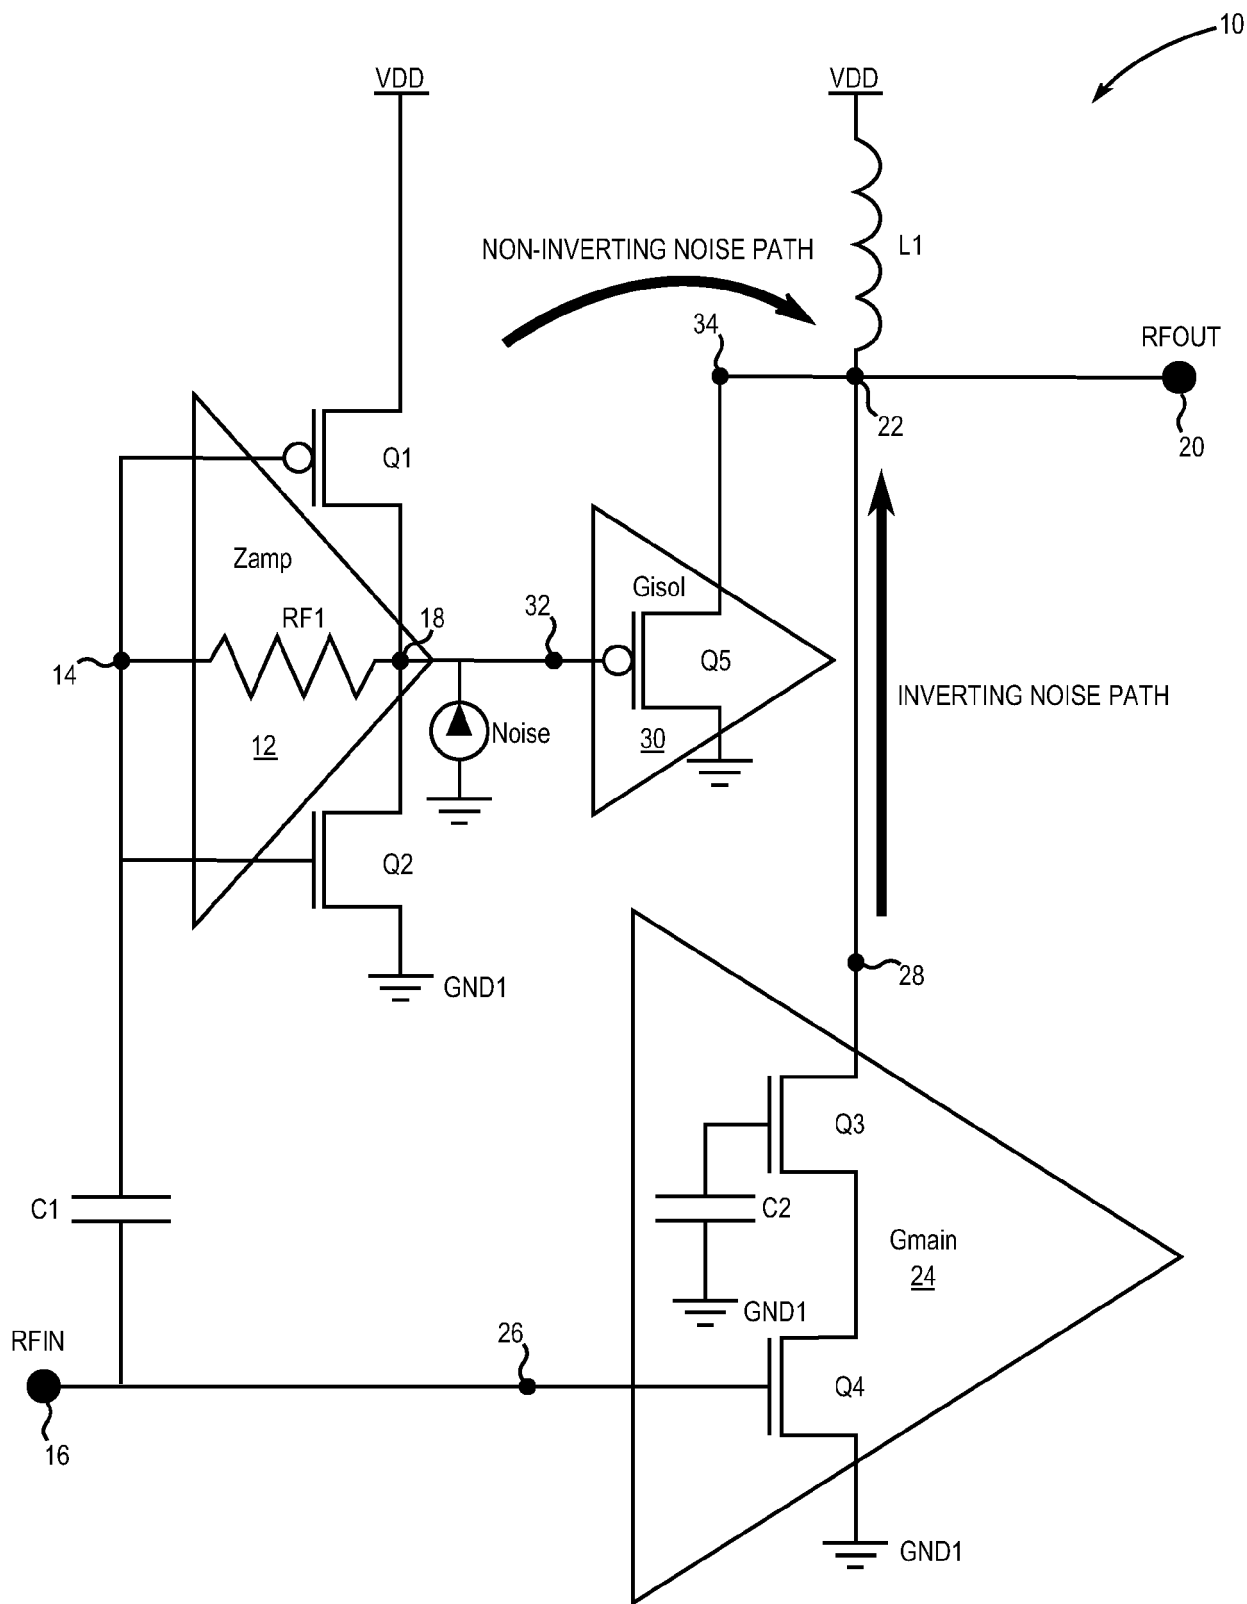 10
VDD
VDD
NON-INVERTING NOISE PATH
L1
34
RFOUT
22
20
Q1
Zamp
Gisol
RF1
18
32
14
Q5
INVERTING NOISE PATH
12
Noise
30
Q2
28
GND1
Q3
C1
C2
Gmain
24
GND1
RFIN
26
Q4
16
GND1